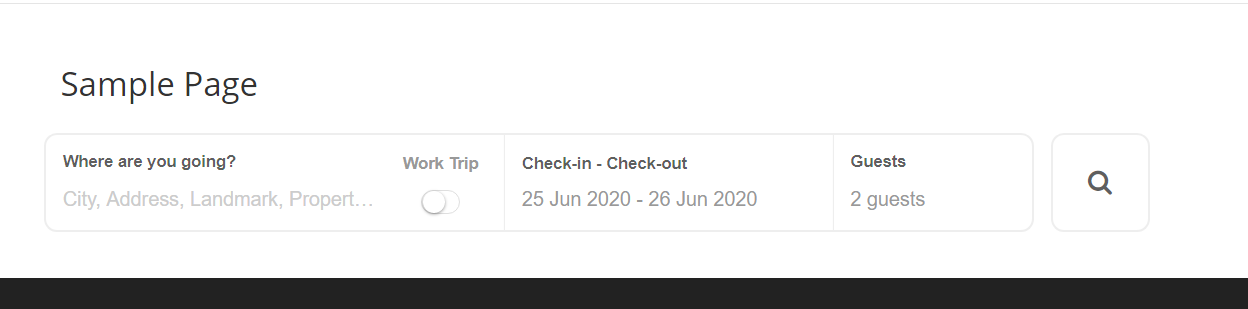 Sample Page
Where are you going?
Work Trip
Check-in - Check-out
Guests
City, Address, Landmark, Propert…
25 Jun 2020 - 26 Jun 2020
2 guests